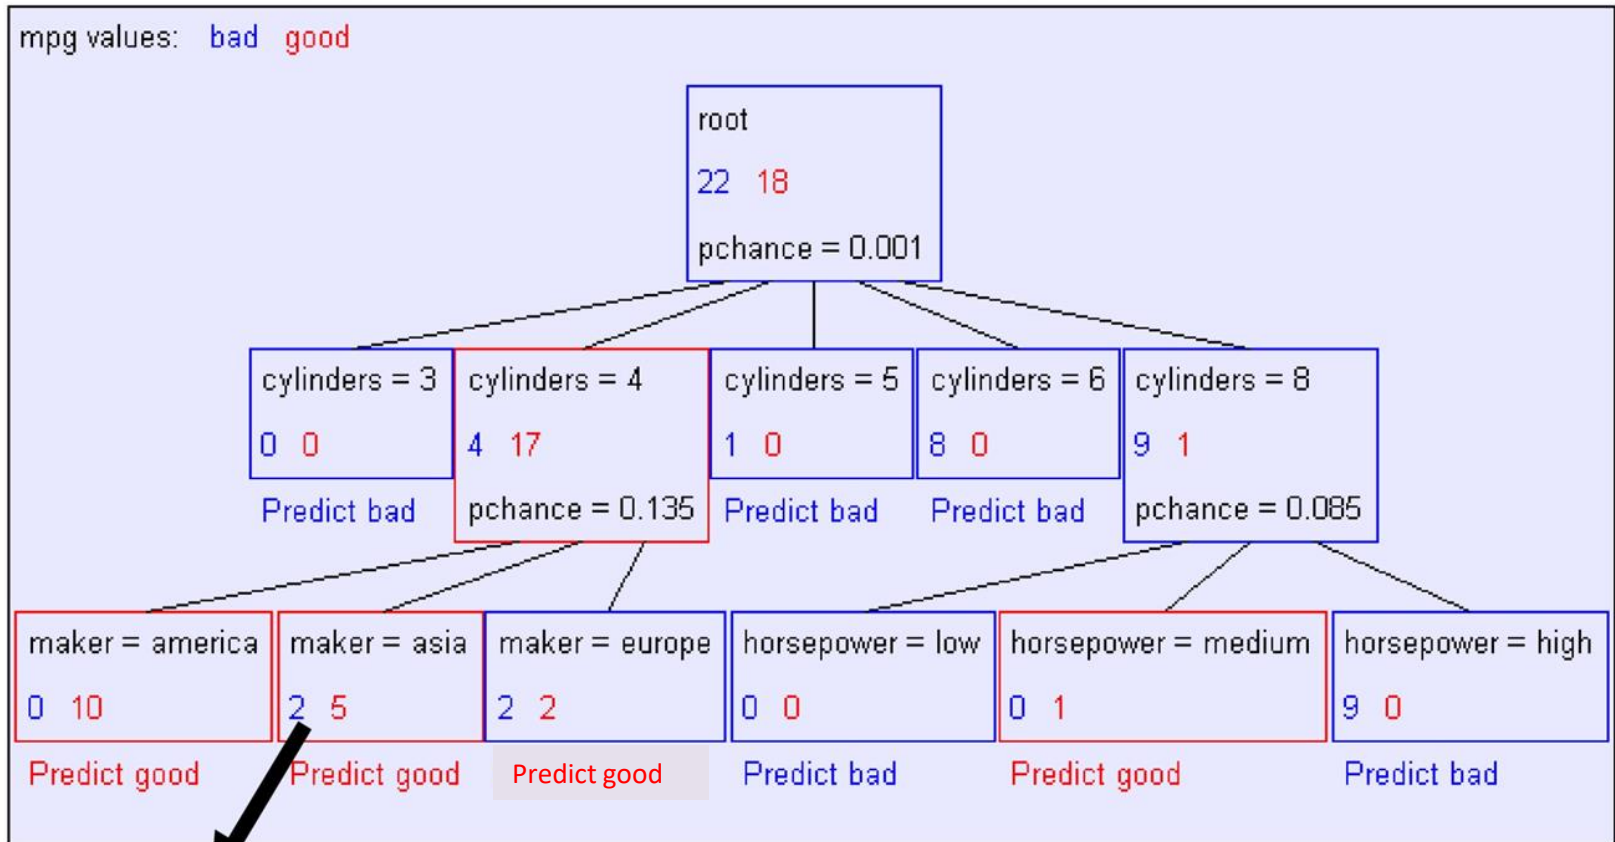 mpg values: bad good
root
22 18
pchance = 0.001
cylinders = 3
0 0
Predict bad
cylinders = 4
4 17
pchance = 0.135
cylinders = 5
1 0
Predict bad
cylinders = 6
8 0
Predict bad
cylinders = 8
9 1
pchance = 0.085
maker = america
0 10
Predict good
maker = asia
2 5
Predict good
maker = europe
2 2
Predict good
horsepower = low
0 0
Predict bad
horsepower = medium
0 1
Predict good
horsepower = high
9 0
Predict bad